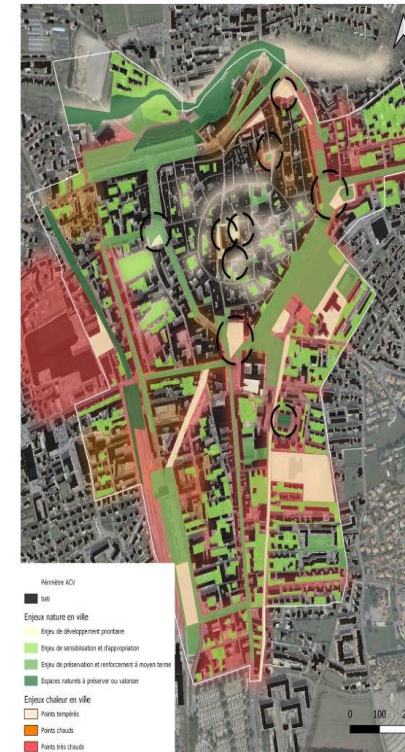 Périmètre ACV
bati
Enjeux nature en ville
Enjeu de développement prioritaire
Enjeu de sensibilisation et d'appropriation
Enjeu de préservation et renforcement à moyen terme
Espaces naturels à préserver ou valoriser
Enjeux chaleur en ville
Points tempérés
Points chauds
Points très chauds
0 100